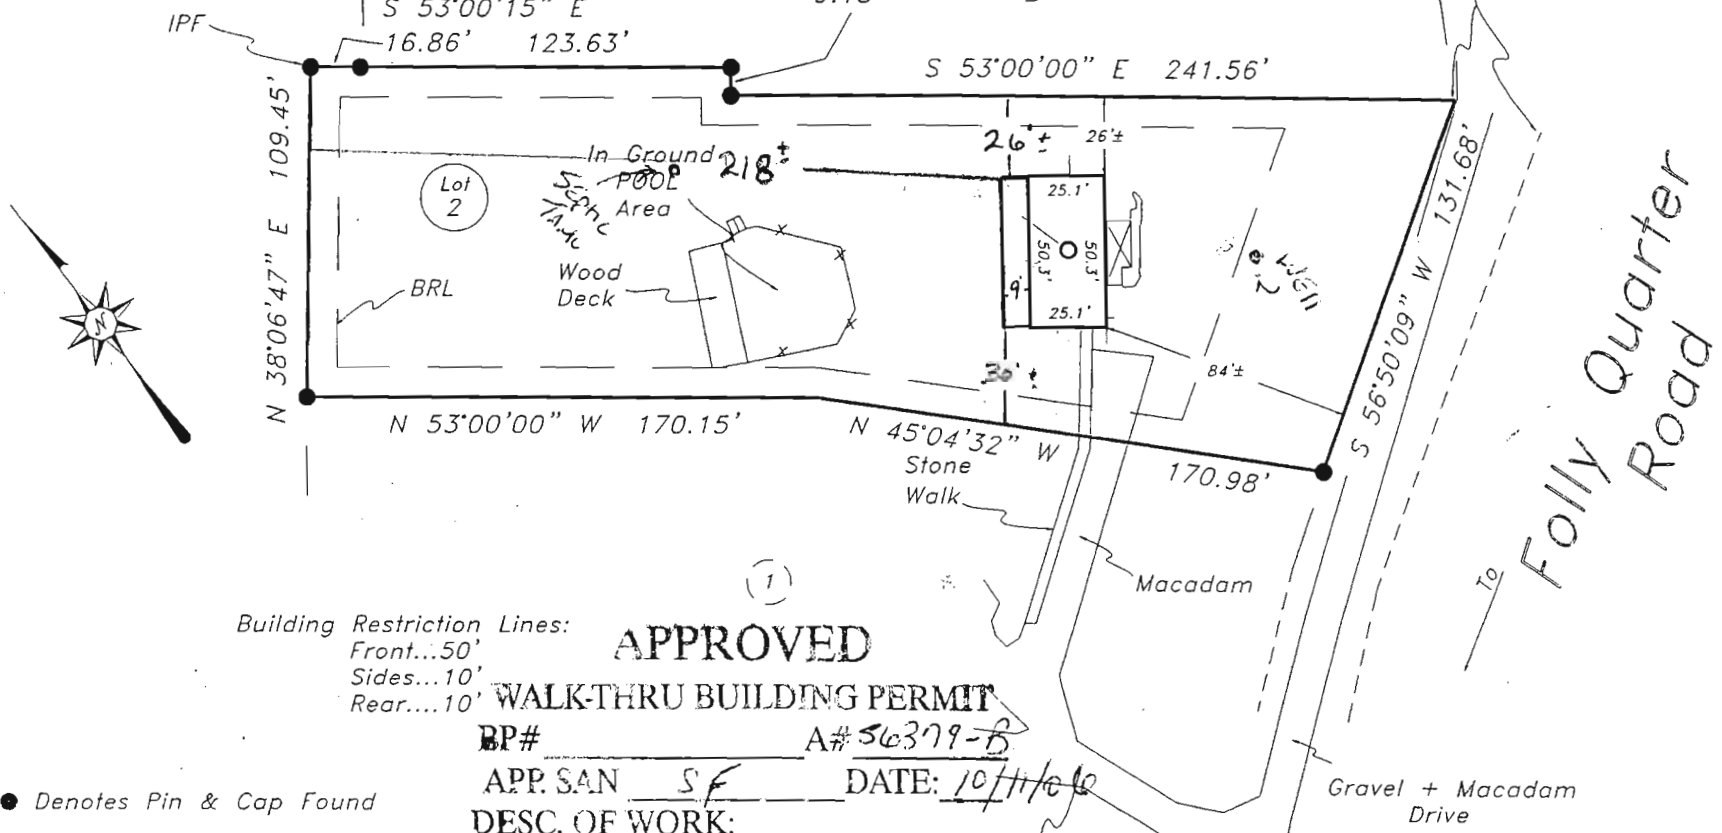 S 53°00'15" E
IPF
16.86' 123.63'
S 53°00'00" E 241.56'
N 38°06'47" E 109.45'
26'± 26'±
In Ground
POOL
Area
218±
Septic
TANK
Lot
2
25.1'
50.3' 50.3'
9'
25.1'
Well
BRL
Wood
Deck
N
30'±
84'±
S 56°50'09" W 131.68'
Folly Quarter
Road
To
N 53°00'00" W 170.15'
N 45°04'32" W 170.98'
Stone
Walk
Macadam
1
Building Restriction Lines:
Front...50'
Sides...10'
Rear....10'
APPROVED
WALK-THRU BUILDING PERMIT
BP# A# 56379-B
APP. SAN SF DATE: 10/11/06
DESC. OF WORK:
Denotes Pin & Cap Found
Gravel + Macadam
Drive